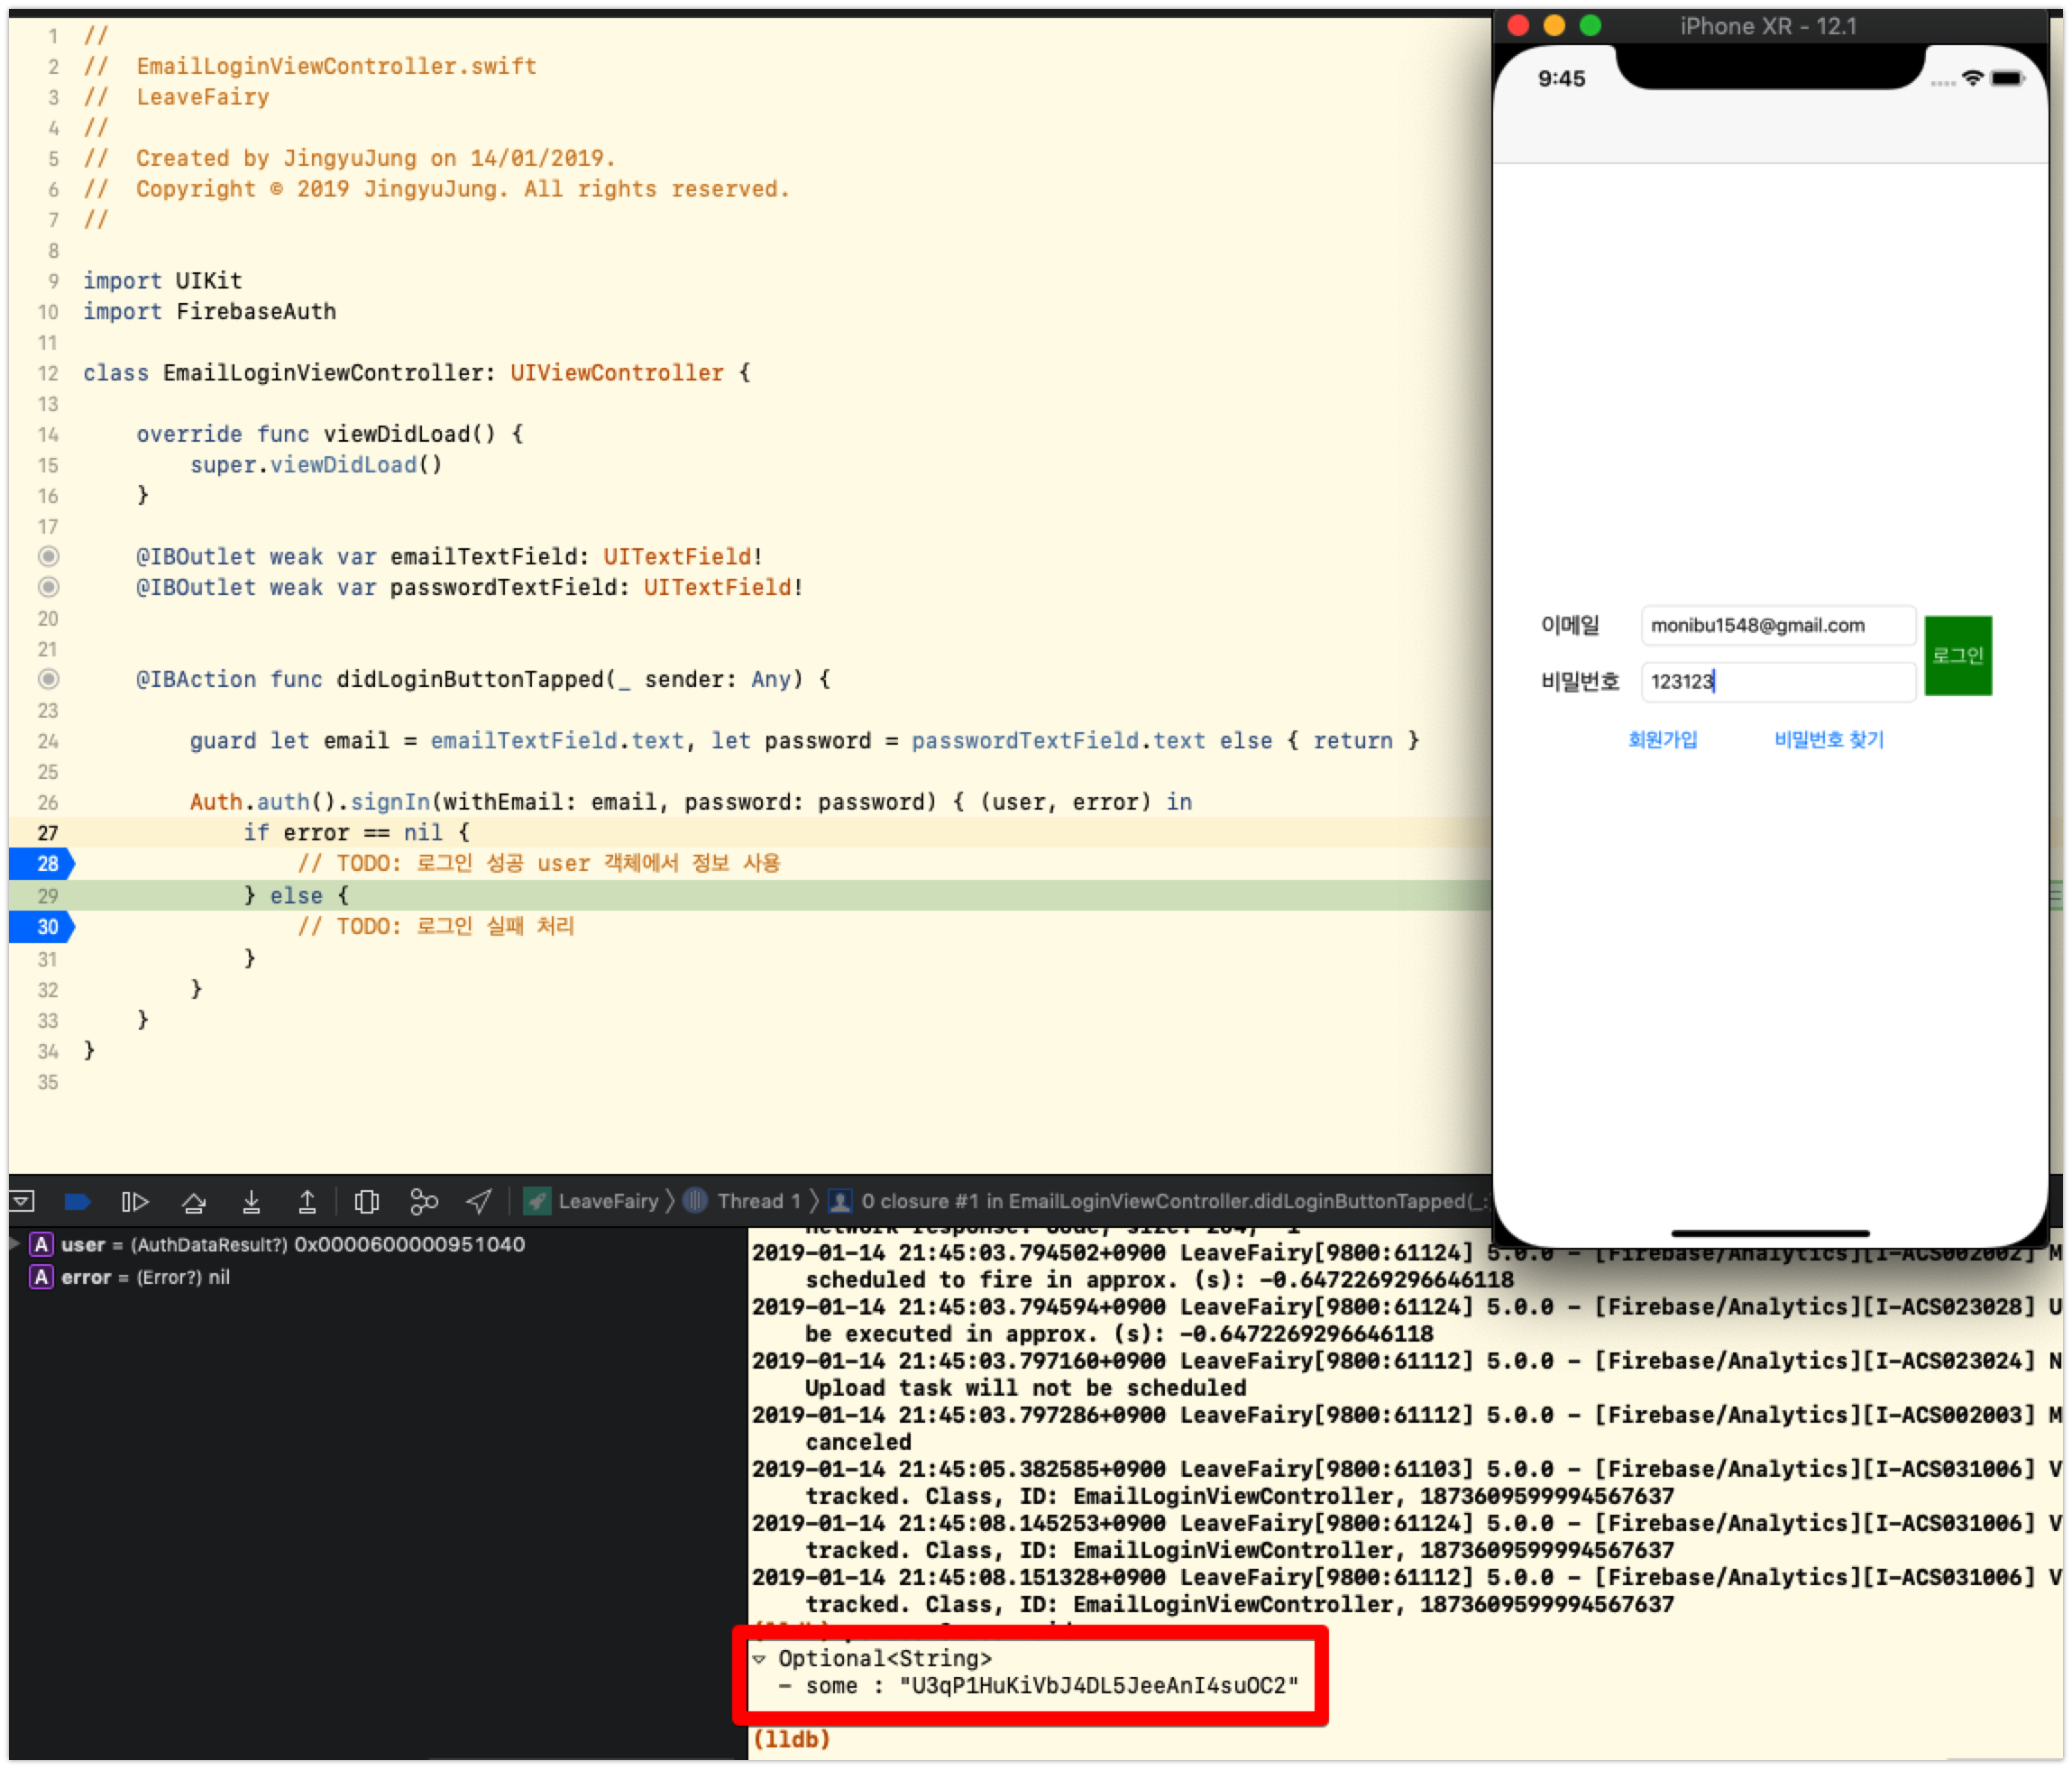 1 //
2 // EmailLoginViewController.swift
3 // LeaveFairy
4 //
5 // Created by JingyuJung on 14/01/2019.
6 // Copyright © 2019 JingyuJung. All rights reserved.
7 //
8
9 import UIKit
10 import FirebaseAuth
11
12 class EmailLoginViewController: UIViewController {
13
14 override func viewDidLoad() {
15 super.viewDidLoad()
16 }
17
@IBOutlet weak var emailTextField: UITextField!
@IBOutlet weak var passwordTextField: UITextField!
20
21
@IBAction func didLoginButtonTapped(_ sender: Any) {
23
24 guard let email = emailTextField.text, let password = passwordTextField.text else { return }
25
26 Auth.auth().signIn(withEmail: email, password: password) { (user, error) in
27 if error == nil {
28 // TODO: 로그인 성공 user 객체에서 정보 사용
29 } else {
30 // TODO: 로그인 실패 처리
31 }
32 }
33 }
34 }
35
iPhone XR - 12.1
9:45
이메일 monibu1548@gmail.com
로그인
비밀번호 123123
회원가입 비밀번호 찾기
LeaveFairy Thread 1 0 closure #1 in EmailLoginViewController.didLoginButtonTapped(_:
A user = (AuthDataResult?) 0x0000600000951040
A error = (Error?) nil
2019-01-14 21:45:03.794502+0900 LeaveFairy[9800:61124] 5.0.0 - [Firebase/Analytics][I-ACS002002] M
scheduled to fire in approx. (s): -0.6472269296646118
2019-01-14 21:45:03.794594+0900 LeaveFairy[9800:61124] 5.0.0 - [Firebase/Analytics][I-ACS023028] U
be executed in approx. (s): -0.6472269296646118
2019-01-14 21:45:03.797160+0900 LeaveFairy[9800:61112] 5.0.0 - [Firebase/Analytics][I-ACS023024] N
Upload task will not be scheduled
2019-01-14 21:45:03.797286+0900 LeaveFairy[9800:61112] 5.0.0 - [Firebase/Analytics][I-ACS002003] M
canceled
2019-01-14 21:45:05.382585+0900 LeaveFairy[9800:61103] 5.0.0 - [Firebase/Analytics][I-ACS031006] V
tracked. Class, ID: EmailLoginViewController, 1873609599994567637
2019-01-14 21:45:08.145253+0900 LeaveFairy[9800:61124] 5.0.0 - [Firebase/Analytics][I-ACS031006] V
tracked. Class, ID: EmailLoginViewController, 1873609599994567637
2019-01-14 21:45:08.151328+0900 LeaveFairy[9800:61112] 5.0.0 - [Firebase/Analytics][I-ACS031006] V
tracked. Class, ID: EmailLoginViewController, 1873609599994567637
Optional<String>
- some : "U3qP1HuKiVbJ4DL5JeeAnI4suOC2"
(lldb)